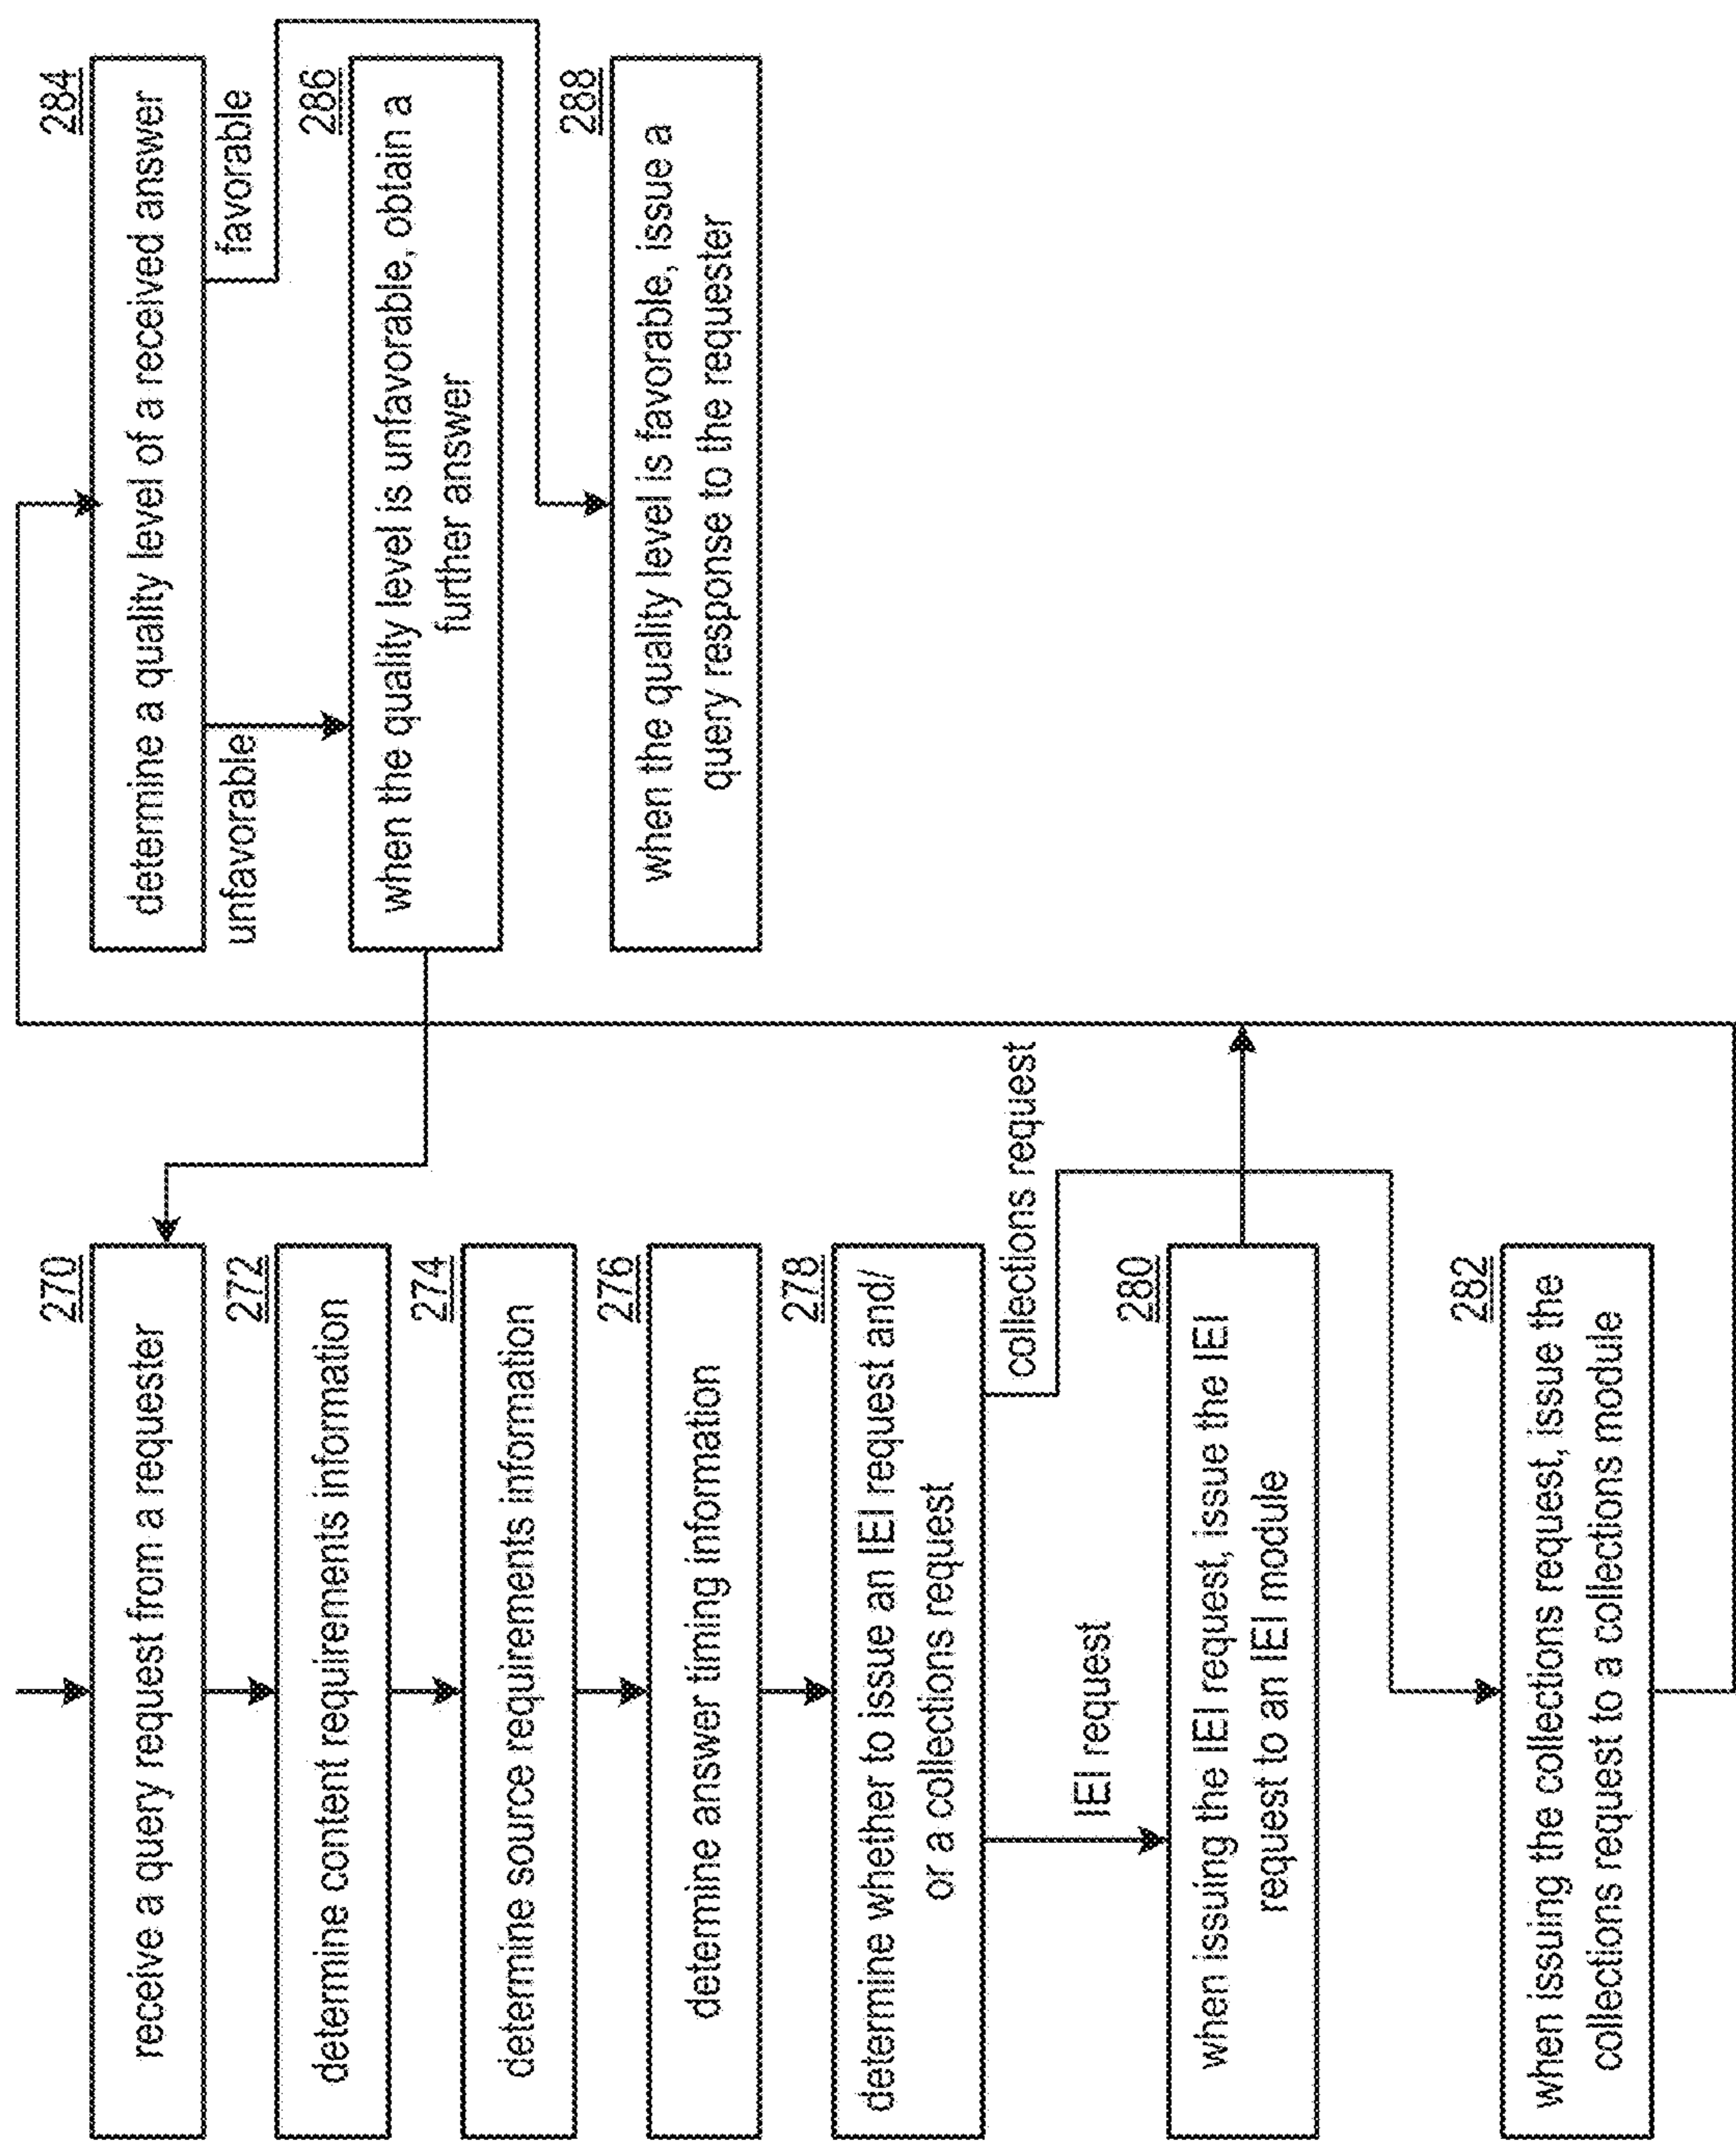 270
receive a query request from a requester
272
determine content requirements information
274
determine source requirements information
276
determine answer timing information
278
determine whether to issue an IEI request and/
or a collections request
IEI request
collections request
280
when issuing the IEI request, issue the IEI
request to an IEI module
282
when issuing the collections request, issue the
collections request to a collections module
284
determine a quality level of a received answer
unfavorable
favorable
286
when the quality level is unfavorable, obtain a
further answer
288
when the quality level is favorable, issue a
query response to the requester